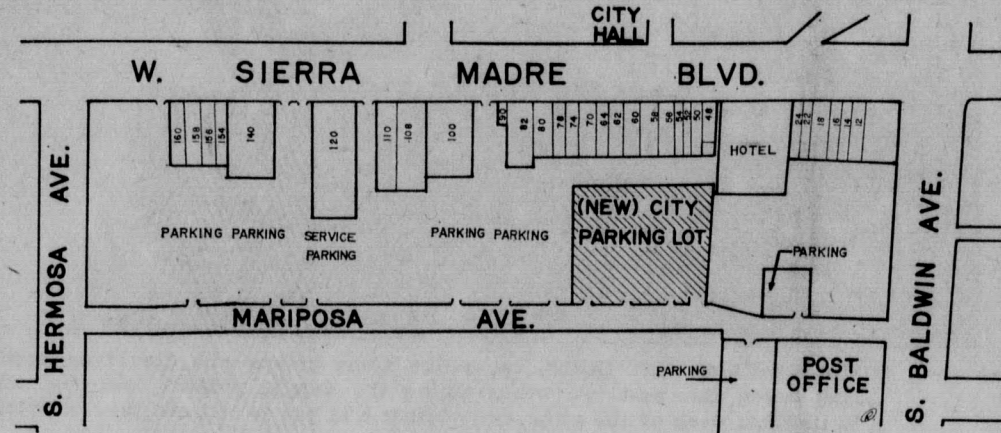 CITY
HALL
W. SIERRA MADRE BLVD.
160
158
156
154
140
120
110
108
100
90
82
80
78
74
70
64
62
60
58
56
54
52
50
48
HOTEL
24
22
18
16
14
12
S. HERMOSA AVE.
S. BALDWIN AVE.
(NEW) CITY
PARKING LOT
PARKING
PARKING
SERVICE
PARKING
PARKING
PARKING
PARKING
MARIPOSA AVE.
PARKING
POST
OFFICE